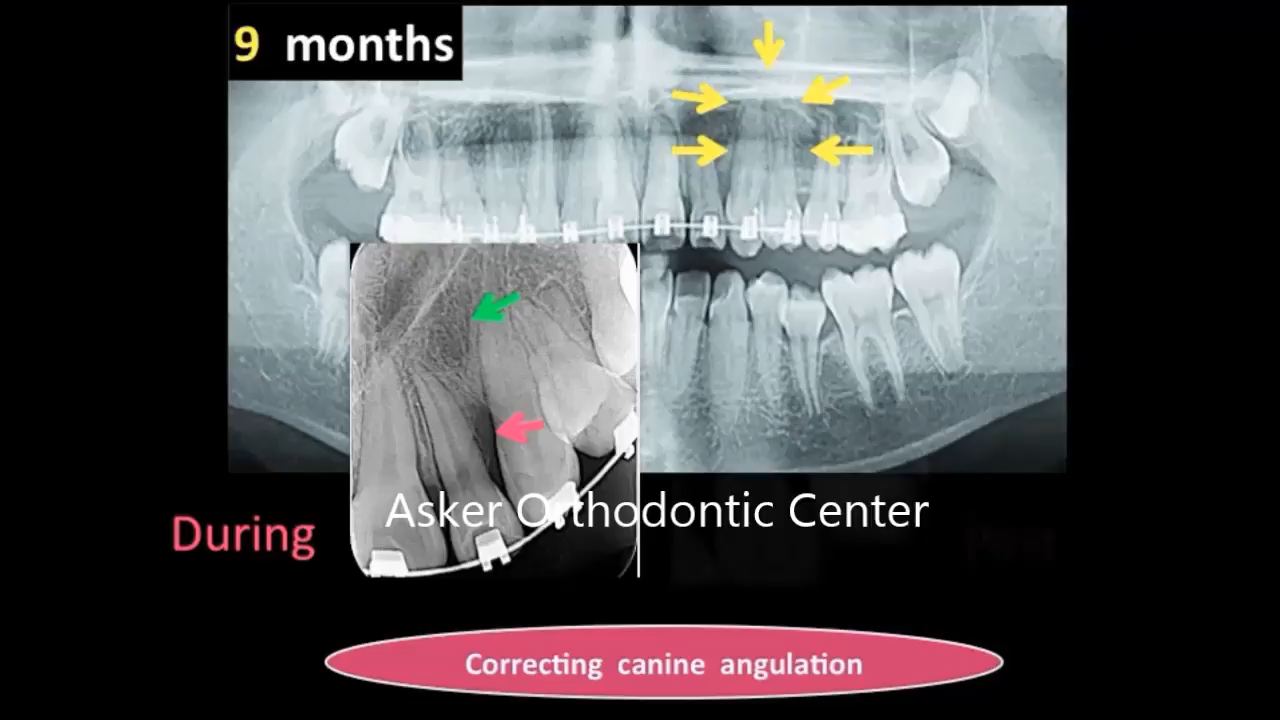 9 months
During
Asker Orthodontic Center
Correcting canine angulation